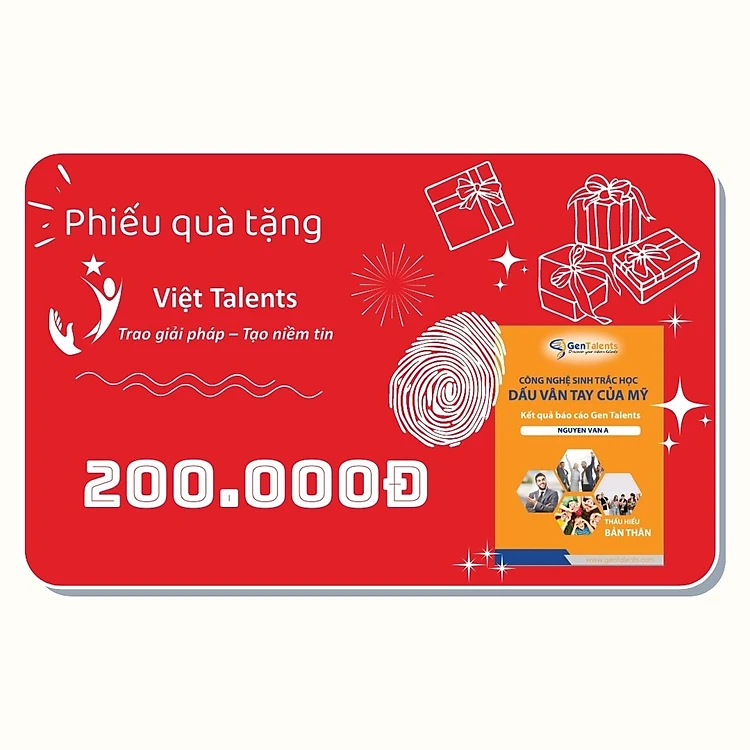 Phiếu quà tặng
Việt Talents
Trao giải pháp – Tạo niềm tin
200.000Đ
GenTalents
Discover your inborn talents
CÔNG NGHỆ SINH TRẮC HỌC
DẤU VÂN TAY CỦA MỸ
Kết quả báo cáo Gen Talents
NGUYEN VAN A
THẤU HIỂU
BẢN THÂN
www.gentalents.com